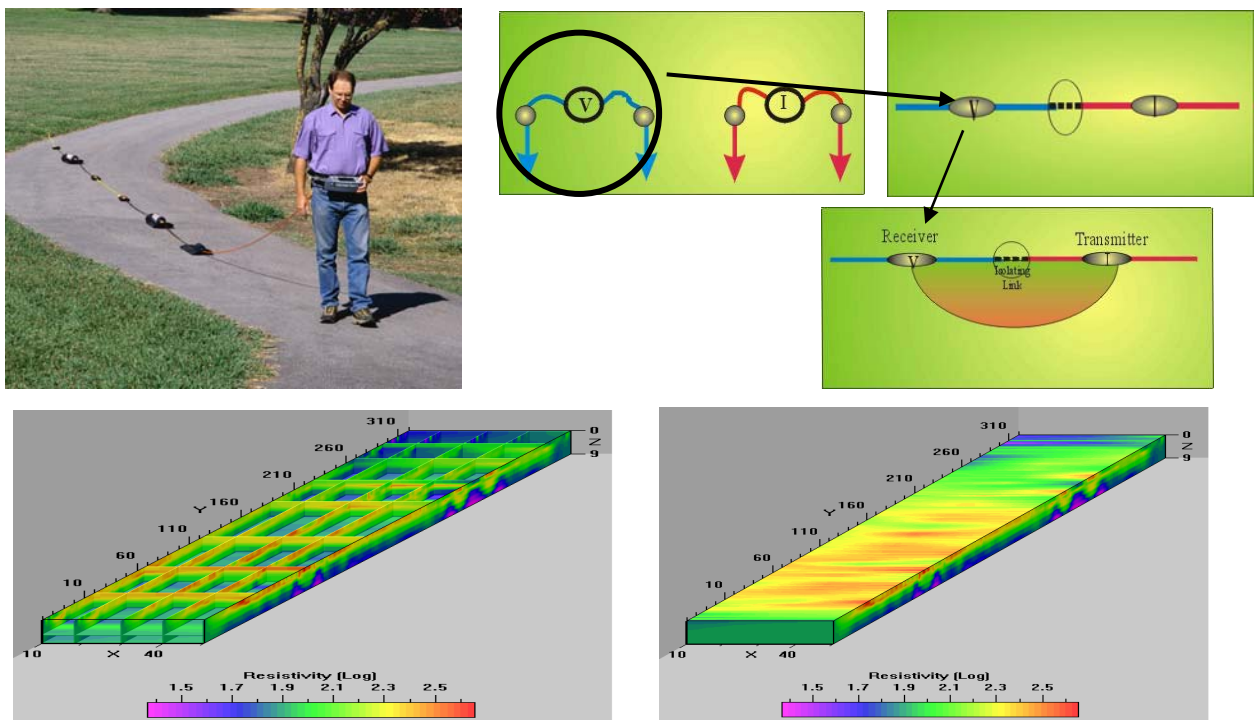 V
I
V
I
Receiver
Transmitter
V
I
Isolating
Link
310
260
210
160
Y
110
60
10
0
Z
9
10
X
40
Resistivity (Log)
1.5 1.7 1.9 2.1 2.3 2.5
310
260
210
160
Y
110
60
10
0
Z
9
10
X
40
Resistivity (Log)
1.5 1.7 1.9 2.1 2.3 2.5